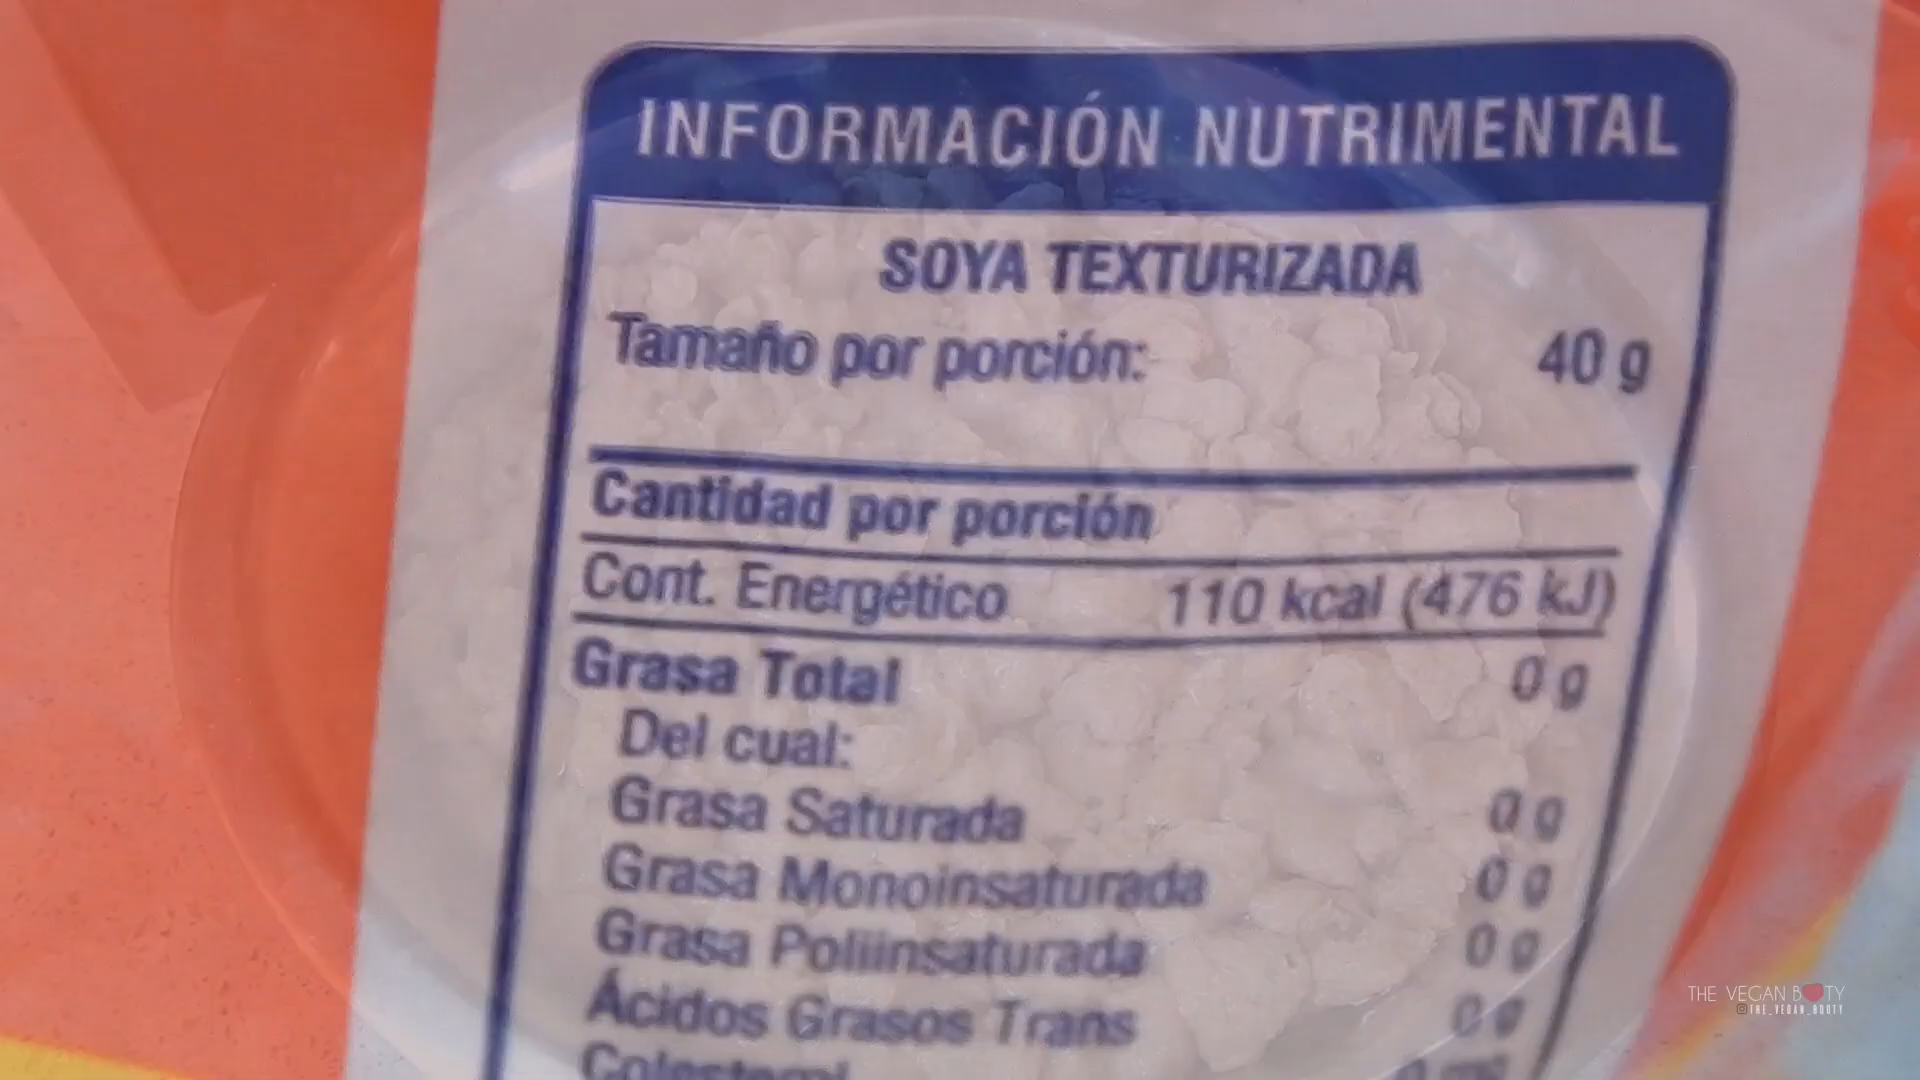 INFORMACIÓN NUTRIMENTAL
SOYA TEXTURIZADA
Tamaño por porción: 40 g
Cantidad por porción
Cont. Energético 110 kcal (476 kJ)
Grasa Total 0 g
Del cual:
Grasa Saturada 0 g
Grasa Monoinsaturada 0 g
Grasa Poliinsaturada 0 g
Ácidos Grasos Trans 0 g
THE VEGAN BOOTY
@THE_VEGAN_BOOTY